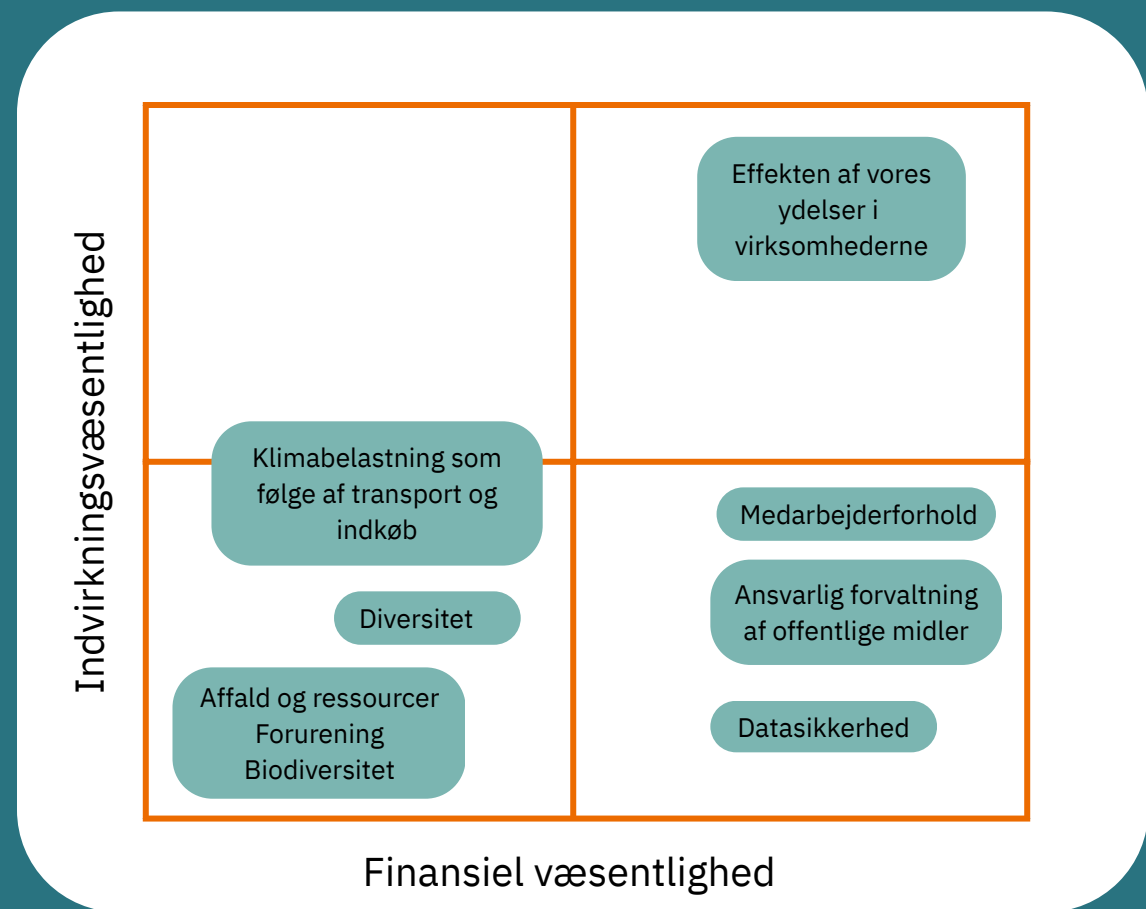 Indvirkningsvæsentlighed
Effekten af vores
ydelser i
virksomhederne
Klimabelastning som
følge af transport og
indkøb
Medarbejderforhold
Diversitet
Ansvarlig forvaltning
af offentlige midler
Affald og ressourcer
Forurening
Biodiversitet
Datasikkerhed
Finansiel væsentlighed